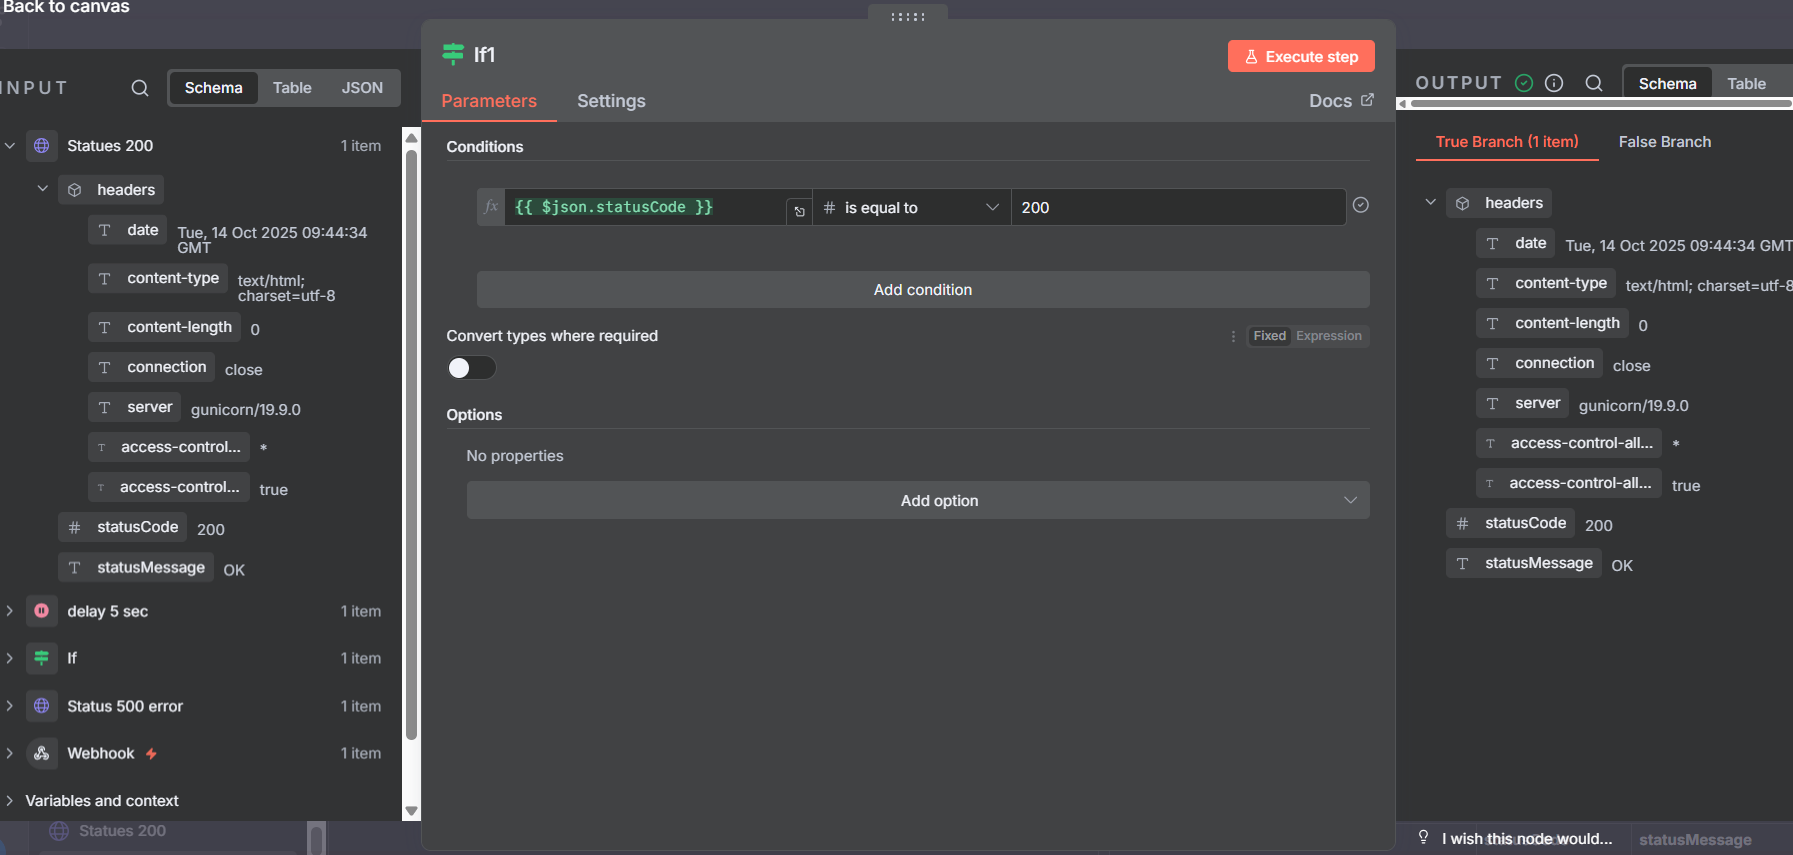 Back to canvas
INPUT
Schema
Table
JSON
Statues 200
1 item
headers
date
Tue, 14 Oct 2025 09:44:34
GMT
content-type
text/html;
charset=utf-8
content-length
0
connection
close
server
gunicorn/19.9.0
access-control...
*
access-control...
true
# statusCode
200
statusMessage
OK
delay 5 sec
1 item
If
1 item
Status 500 error
1 item
Webhook
1 item
Variables and context
Statues 200
If1
Execute step
Parameters
Settings
Docs
Conditions
fx
{{ $json.statusCode }}
# is equal to
200
Add condition
Convert types where required
Fixed
Expression
Options
No properties
Add option
OUTPUT
Schema
Table
True Branch (1 item)
False Branch
headers
date
Tue, 14 Oct 2025 09:44:34 GMT
content-type
text/html; charset=utf-8
content-length
0
connection
close
server
gunicorn/19.9.0
access-control-all...
*
access-control-all...
true
# statusCode
200
statusMessage
OK
I wish this node would...
statusMessage